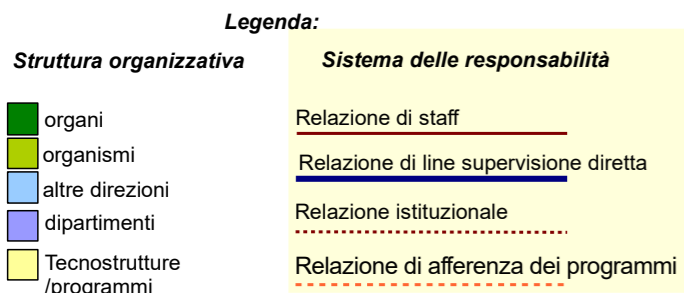 Legenda:
Struttura organizzativa
Sistema delle responsabilità
organi
organismi
altre direzioni
dipartimenti
Tecnostrutture
/programmi
Relazione di staff
Relazione di line supervisione diretta
Relazione istituzionale
Relazione di afferenza dei programmi